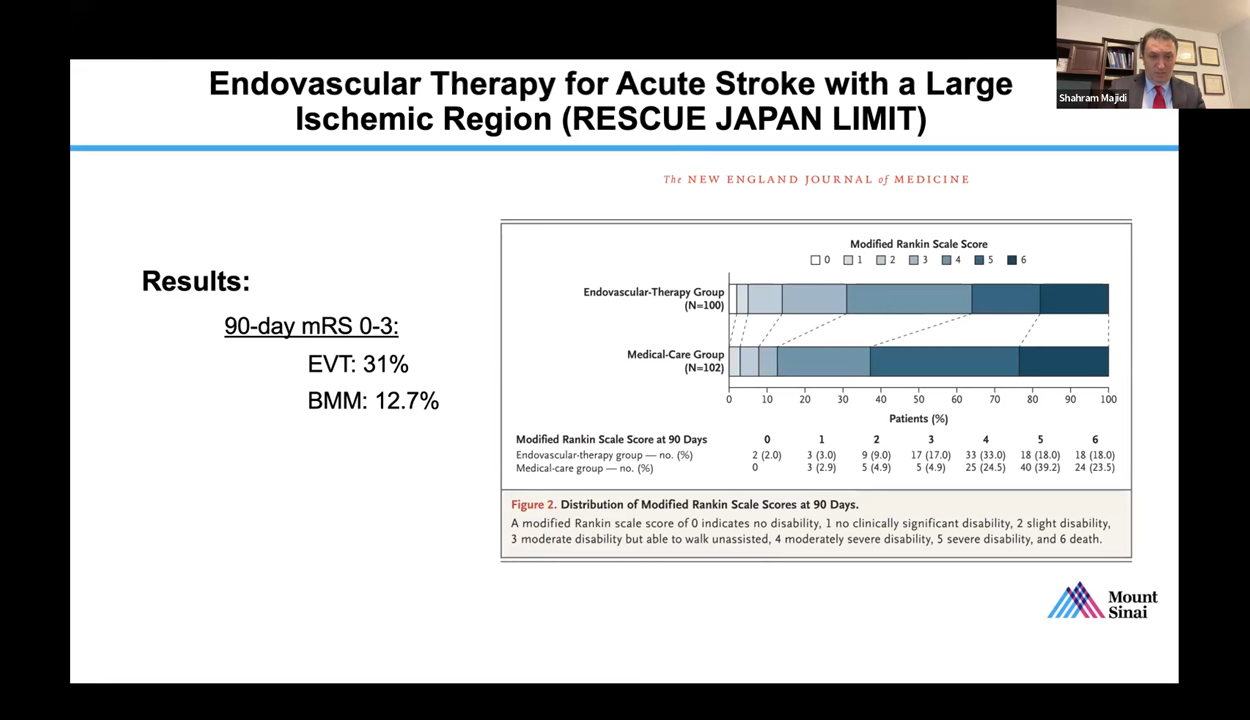 Endovascular Therapy for Acute Stroke with a Large
Ischemic Region (RESCUE JAPAN LIMIT)
Shahram Majidi
The NEW ENGLAND JOURNAL of MEDICINE
Results:
90-day mRS 0-3:
EVT: 31%
BMM: 12.7%
Modified Rankin Scale Score
0 1 2 3 4 5 6
Endovascular-Therapy Group
(N=100)
Medical-Care Group
(N=102)
0 10 20 30 40 50 60 70 80 90 100
Patients (%)
Modified Rankin Scale Score at 90 Days 0 1 2 3 4 5 6
Endovascular-therapy group — no. (%) 2 (2.0) 3 (3.0) 9 (9.0) 17 (17.0) 33 (33.0) 18 (18.0) 18 (18.0)
Medical-care group — no. (%) 0 3 (2.9) 5 (4.9) 5 (4.9) 25 (24.5) 40 (39.2) 24 (23.5)
Figure 2. Distribution of Modified Rankin Scale Scores at 90 Days.
A modified Rankin scale score of 0 indicates no disability, 1 no clinically significant disability, 2 slight disability,
3 moderate disability but able to walk unassisted, 4 moderately severe disability, 5 severe disability, and 6 death.
Mount
Sinai